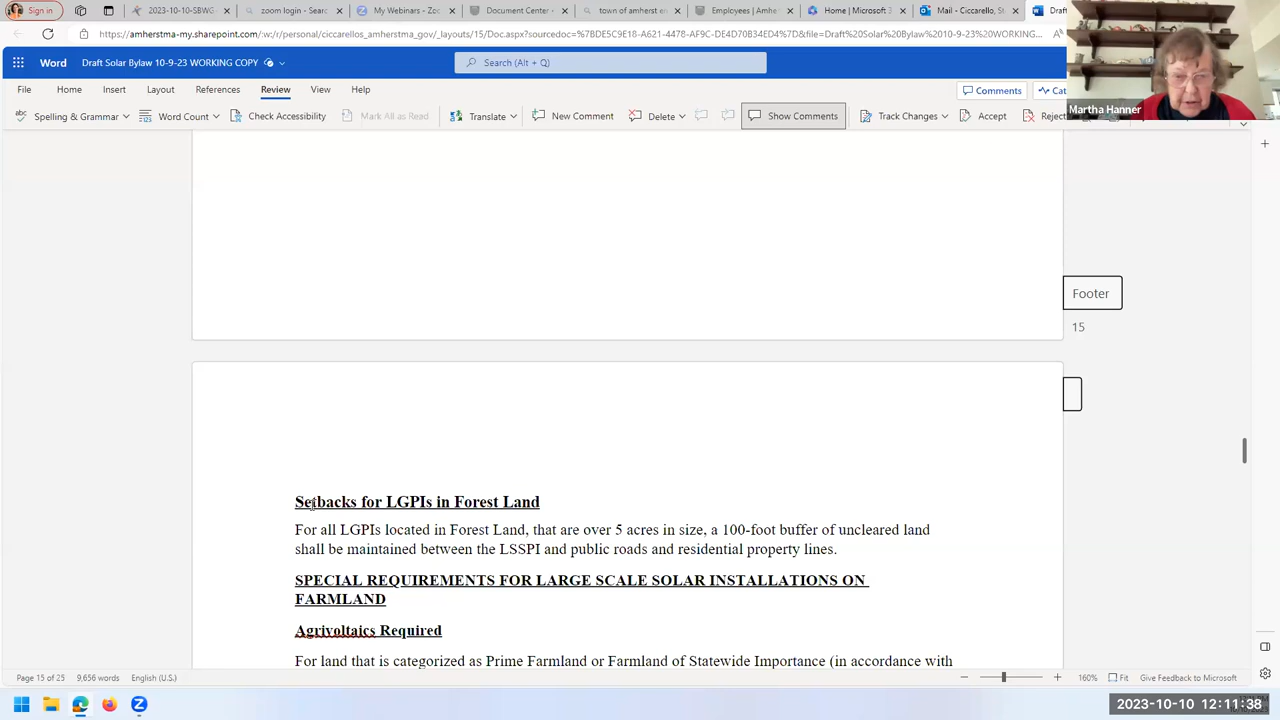 Sign in
2023-10-10-SBWG-
zoom login - Searc
My Webinars - Zoo
Document Center -
town of amherst en
Employees | Amhe
Home | Microsoft 3
Mail - Ciccarello, St
Draft
https://amherstma-my.sharepoint.com/:w:/r/personal/ciccarellos_amherstma_gov/_layouts/15/Doc.aspx?sourcedoc=%7BDE5C9E18-A621-4478-AF9C-DE4D70B34ED4%7D&file=Draft%20Solar%20Bylaw%2010-9-23%20WORKING%20C...
Word
Draft Solar Bylaw 10-9-23 WORKING COPY
Search (Alt + Q)
File Home Insert Layout References Review View Help
Comments
Cat
Martha Hanner
Spelling & Grammar
Word Count
Check Accessibility
Mark All as Read
Translate
New Comment
Delete
Show Comments
Track Changes
Accept
Reject
Footer
15
Setbacks for LGPIs in Forest Land
For all LGPIs located in Forest Land, that are over 5 acres in size, a 100-foot buffer of uncleared land
shall be maintained between the LSSPI and public roads and residential property lines.
SPECIAL REQUIREMENTS FOR LARGE SCALE SOLAR INSTALLATIONS ON
FARMLAND
Agrivoltaics Required
For land that is categorized as Prime Farmland or Farmland of Statewide Importance (in accordance with
Page 15 of 25
9,656 words
English (U.S.)
160%
Fit
Give Feedback to Microsoft
2023-10-10 12:11:38